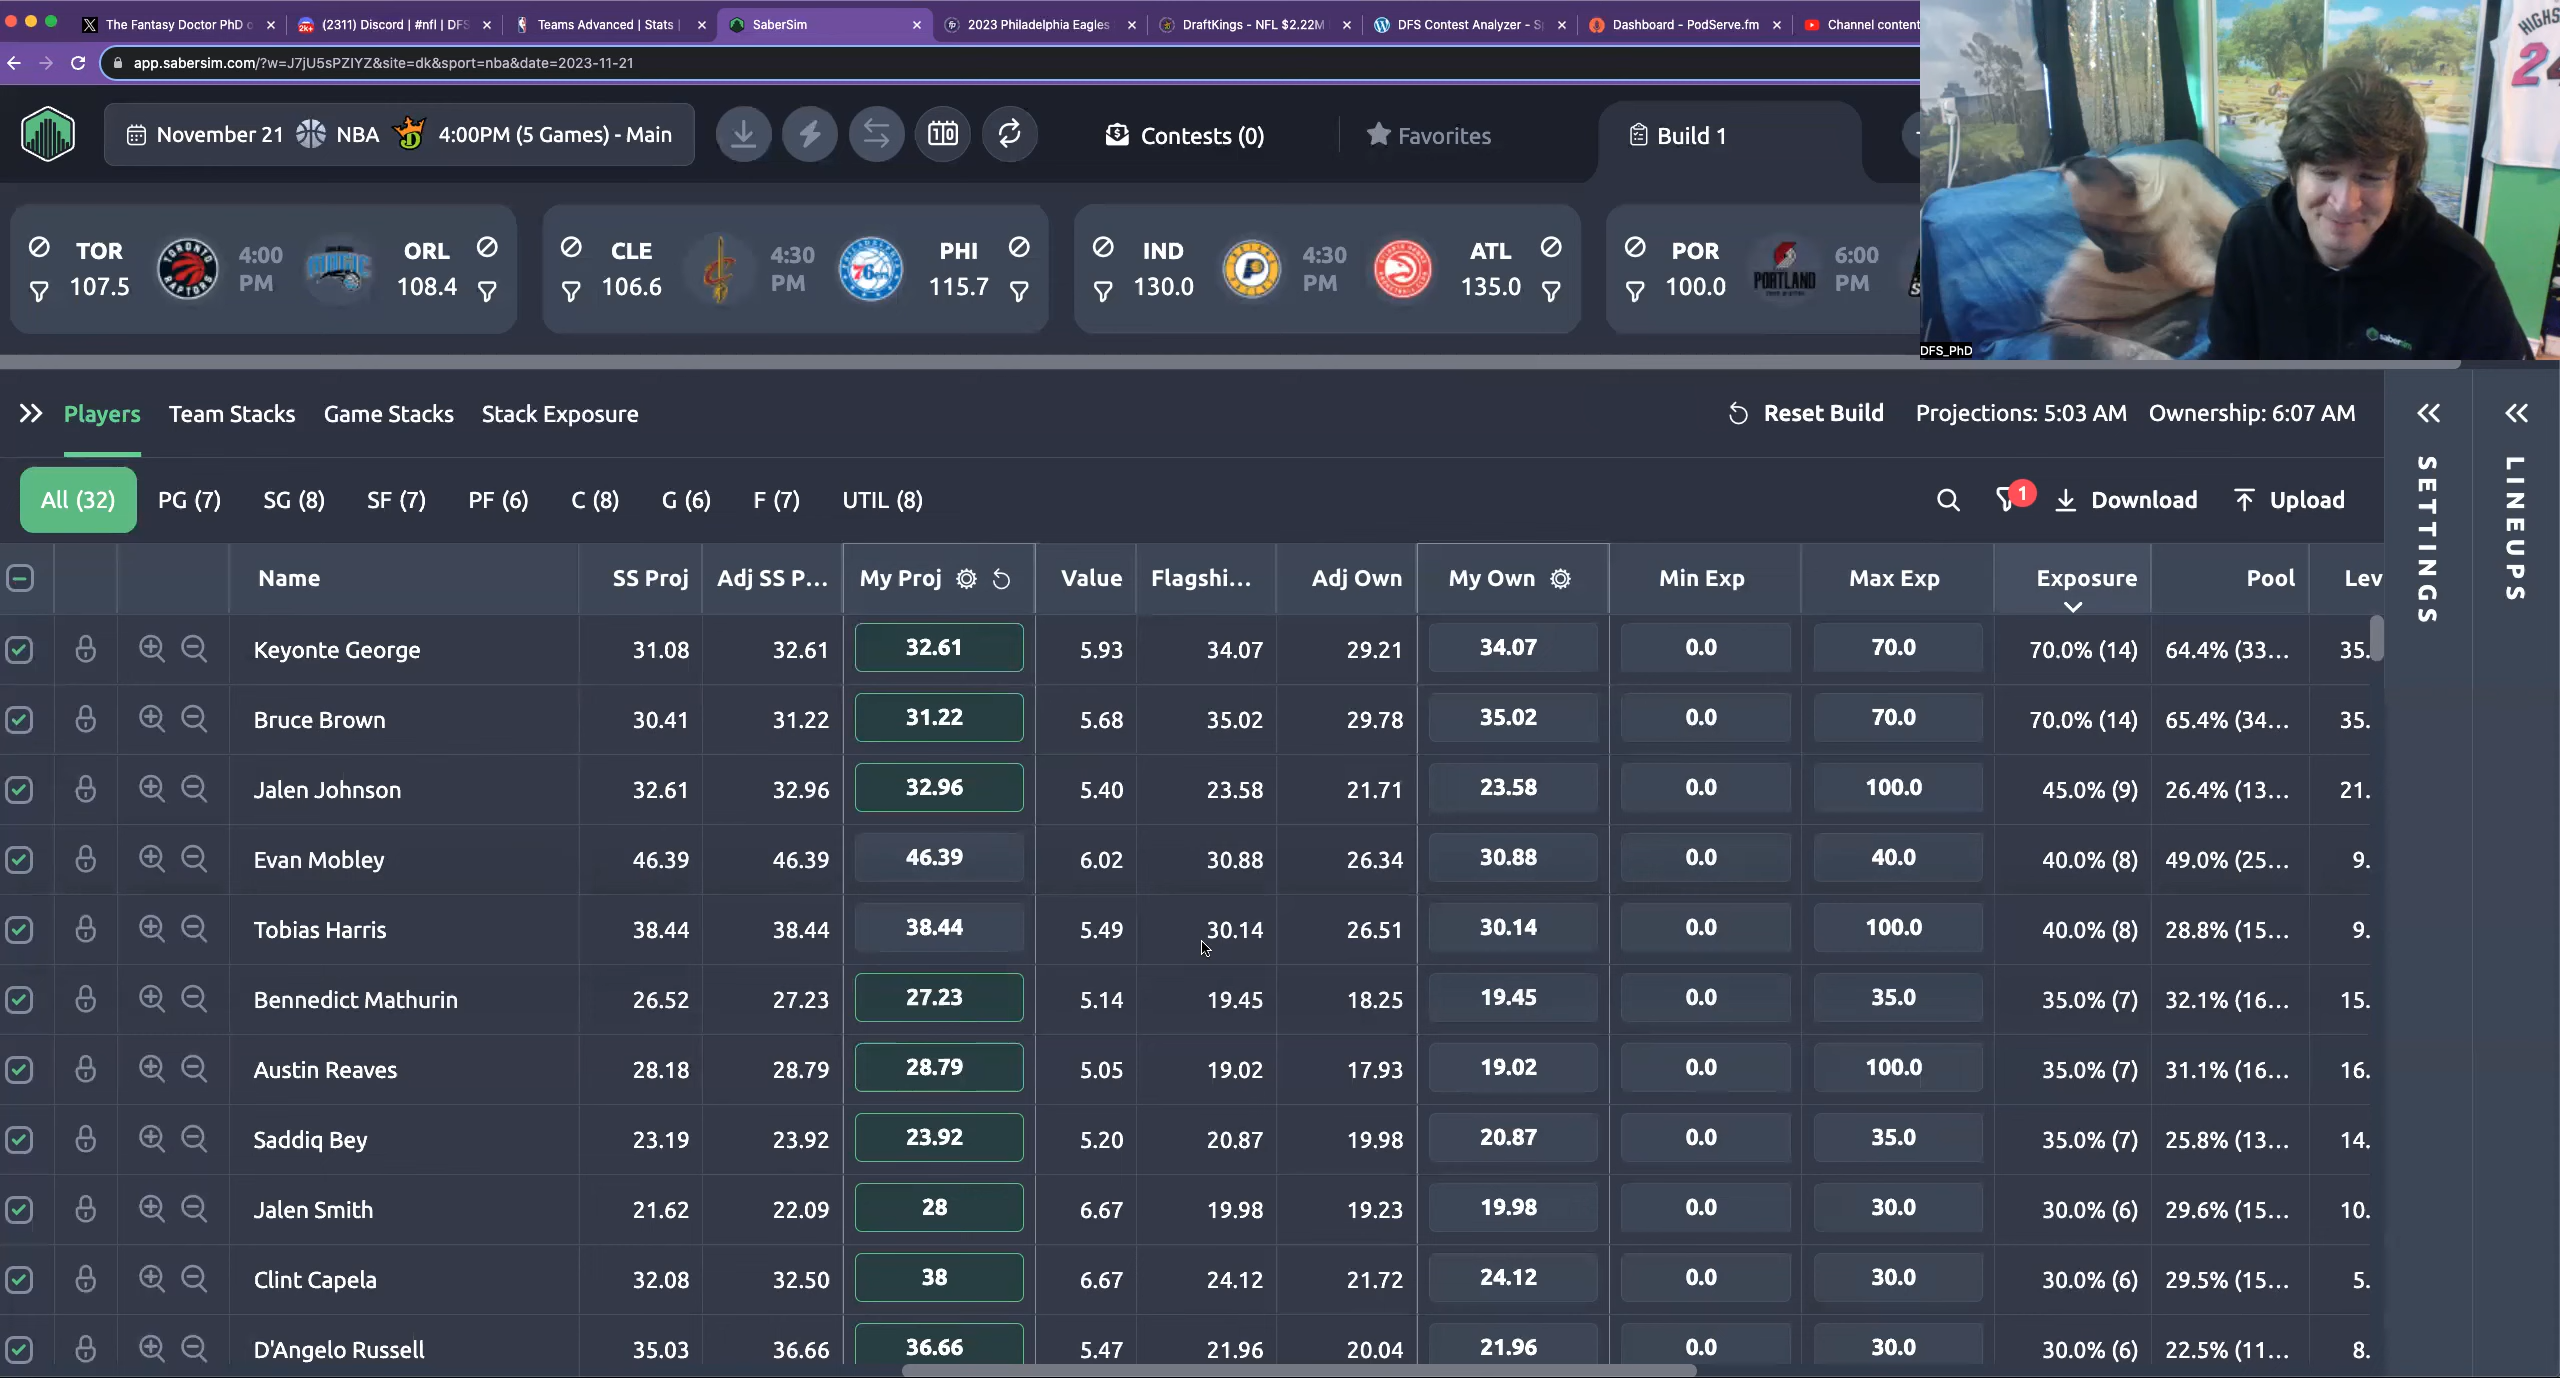 The Fantasy Doctor PhD
(2311) Discord | #nfl | DFS
Teams Advanced | Stats |
SaberSim
2023 Philadelphia Eagles
DraftKings - NFL $2.22M
DFS Contest Analyzer - S
Dashboard - PodServe.fm
Channel content
app.sabersim.com/?w=J7jU5sPZIYZ&site=dk&sport=nba&date=2023-11-21
November 21 NBA 4:00PM (5 Games) - Main
Contests (0)
Favorites
Build 1
TOR 107.5 4:00 PM ORL 108.4
CLE 106.6 4:30 PM PHI 115.7
IND 130.0 4:30 PM ATL 135.0
POR 100.0 6:00 PM
PORTLAND
DFS_PhD
Players Team Stacks Game Stacks Stack Exposure Reset Build Projections: 5:03 AM Ownership: 6:07 AM
SETTINGS
LINEUPS
All (32) PG (7) SG (8) SF (7) PF (6) C (8) G (6) F (7) UTIL (8) 1 Download Upload
Name SS Proj Adj SS P... My Proj Value Flagshi... Adj Own My Own Min Exp Max Exp Exposure Pool Lev
Keyonte George 31.08 32.61 32.61 5.93 34.07 29.21 34.07 0.0 70.0 70.0% (14) 64.4% (33... 35.
Bruce Brown 30.41 31.22 31.22 5.68 35.02 29.78 35.02 0.0 70.0 70.0% (14) 65.4% (34... 35.
Jalen Johnson 32.61 32.96 32.96 5.40 23.58 21.71 23.58 0.0 100.0 45.0% (9) 26.4% (13... 21.
Evan Mobley 46.39 46.39 46.39 6.02 30.88 26.34 30.88 0.0 40.0 40.0% (8) 49.0% (25... 9.
Tobias Harris 38.44 38.44 38.44 5.49 30.14 26.51 30.14 0.0 100.0 40.0% (8) 28.8% (15... 9.
Bennedict Mathurin 26.52 27.23 27.23 5.14 19.45 18.25 19.45 0.0 35.0 35.0% (7) 32.1% (16... 15.
Austin Reaves 28.18 28.79 28.79 5.05 19.02 17.93 19.02 0.0 100.0 35.0% (7) 31.1% (16... 16.
Saddiq Bey 23.19 23.92 23.92 5.20 20.87 19.98 20.87 0.0 35.0 35.0% (7) 25.8% (13... 14.
Jalen Smith 21.62 22.09 28 6.67 19.98 19.23 19.98 0.0 30.0 30.0% (6) 29.6% (15... 10.
Clint Capela 32.08 32.50 38 6.67 24.12 21.72 24.12 0.0 30.0 30.0% (6) 29.5% (15... 5.
D'Angelo Russell 35.03 36.66 36.66 5.47 21.96 20.04 21.96 0.0 30.0 30.0% (6) 22.5% (11... 8.